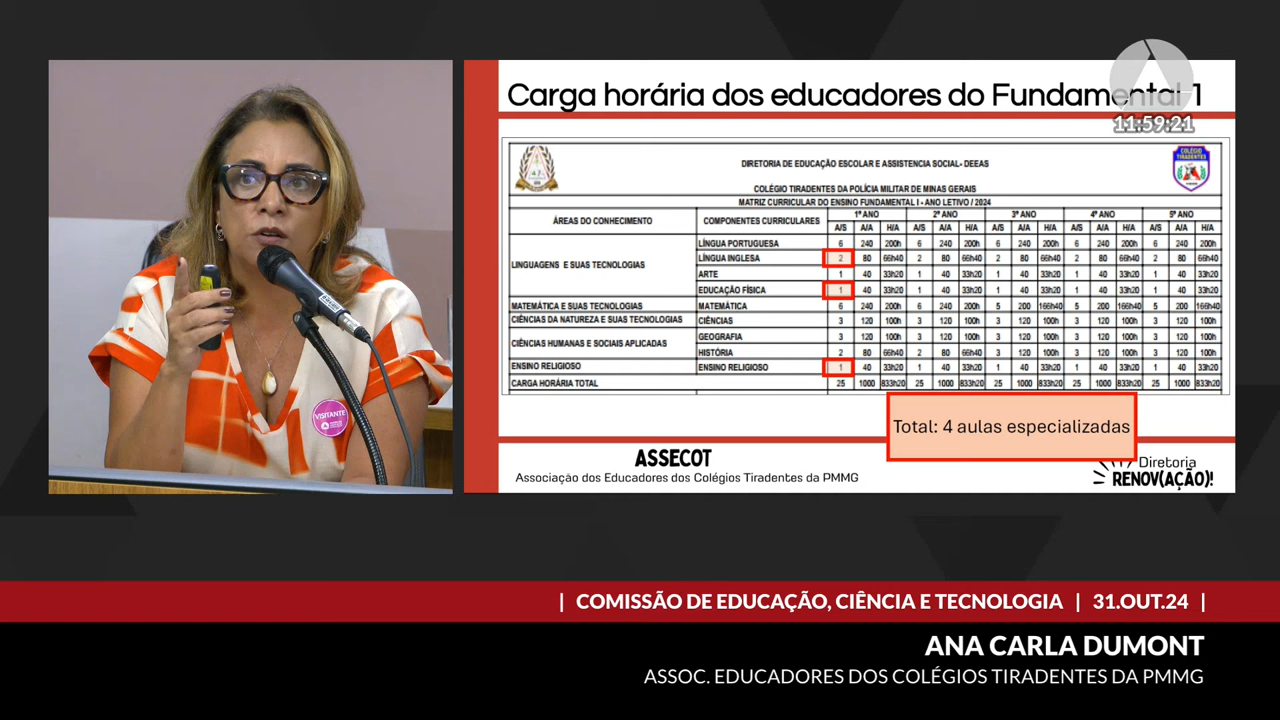 Carga horária dos educadores do Fundamental 1
11:59:21
DIRETORIA DE EDUCAÇÃO ESCOLAR E ASSISTENCIA SOCIAL- DEEAS
COLÉGIO TIRADENTES
COLÉGIO TIRADENTES DA POLÍCIA MILITAR DE MINAS GERAIS
MATRIZ CURRICULAR DO ENSINO FUNDAMENTAL I - ANO LETIVO / 2024
ÁREAS DO CONHECIMENTO COMPONENTES CURRICULARES 1º ANO 2º ANO 3º ANO 4º ANO 5º ANO
A/S A/A H/A A/S A/A H/A A/S A/A H/A A/S A/A H/A A/S A/A H/A
LINGUAGENS E SUAS TECNOLOGIAS
LÍNGUA PORTUGUESA 6 240 200h 6 240 200h 6 240 200h 6 240 200h 6 240 200h
LÍNGUA INGLESA 2 80 66h40 2 80 66h40 2 80 66h40 2 80 66h40 2 80 66h40
ARTE 1 40 33h20 1 40 33h20 1 40 33h20 1 40 33h20 1 40 33h20
EDUCAÇÃO FÍSICA 1 40 33h20 1 40 33h20 1 40 33h20 1 40 33h20 1 40 33h20
MATEMÁTICA E SUAS TECNOLOGIAS MATEMÁTICA 6 240 200h 6 240 200h 5 200 166h40 5 200 166h40 5 200 166h40
CIÊNCIAS DA NATUREZA E SUAS TECNOLOGIAS CIÊNCIAS 3 120 100h 3 120 100h 3 120 100h 3 120 100h 3 120 100h
CIÊNCIAS HUMANAS E SOCIAIS APLICADAS
GEOGRAFIA 3 120 100h 3 120 100h 3 120 100h 3 120 100h 3 120 100h
HISTÓRIA 2 80 66h40 2 80 66h40 3 120 100h 3 120 100h 3 120 100h
ENSINO RELIGIOSO ENSINO RELIGIOSO 1 40 33h20 1 40 33h20 1 40 33h20 1 40 33h20 1 40 33h20
CARGA HORÁRIA TOTAL 25 1000 833h20 25 1000 833h20 25 1000 833h20 25 1000 833h20 25 1000 833h20
Total: 4 aulas especializadas
ASSECOT
Associação dos Educadores dos Colégios Tiradentes da PMMG
Diretoria
RENOV(AÇÃO)!
VISITANTE
| COMISSÃO DE EDUCAÇÃO, CIÊNCIA E TECNOLOGIA | 31.OUT.24 |
ANA CARLA DUMONT
ASSOC. EDUCADORES DOS COLÉGIOS TIRADENTES DA PMMG